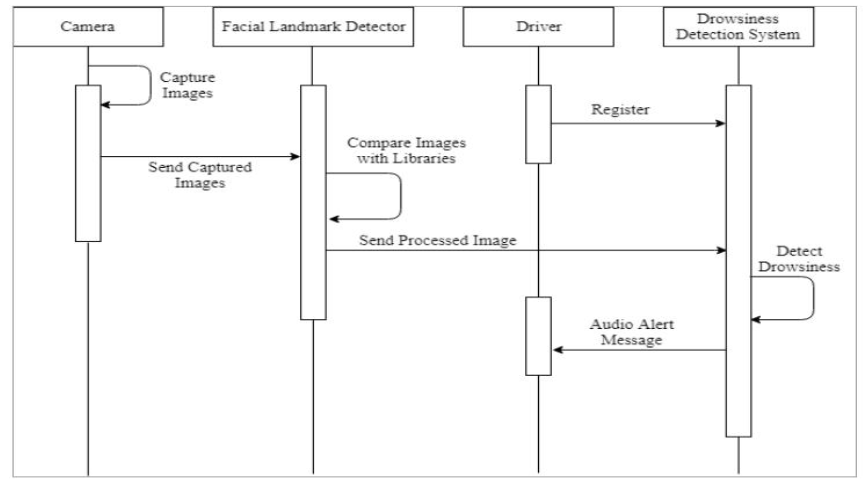 Camera
Facial Landmark Detector
Driver
Drowsiness
Detection System
Capture
Images
Register
Compare Images
with Libraries
Send Captured
Images
Send Processed Image
Detect
Drowsiness
Audio Alert
Message